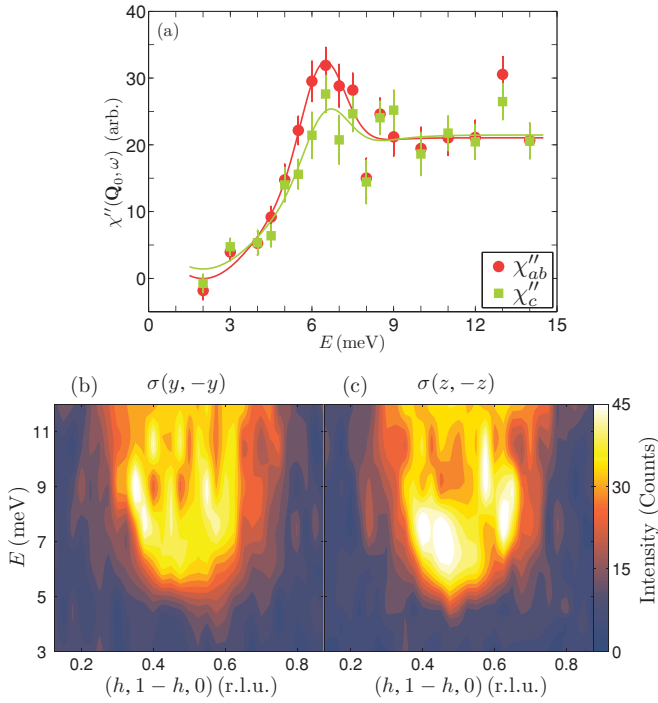 (a)
40
30
20
10
0
χ″(Q₀, ω) (arb.)
χ″ab
χ″c
0 3 6 9 12 15
E (meV)
(b) σ(y, −y) (c) σ(z, −z)
11
9
7
5
3
E (meV)
45
30
15
0
Intensity (Counts)
0.2 0.4 0.6 0.8 0.2 0.4 0.6 0.8
(h, 1 − h, 0) (r.l.u.) (h, 1 − h, 0) (r.l.u.)